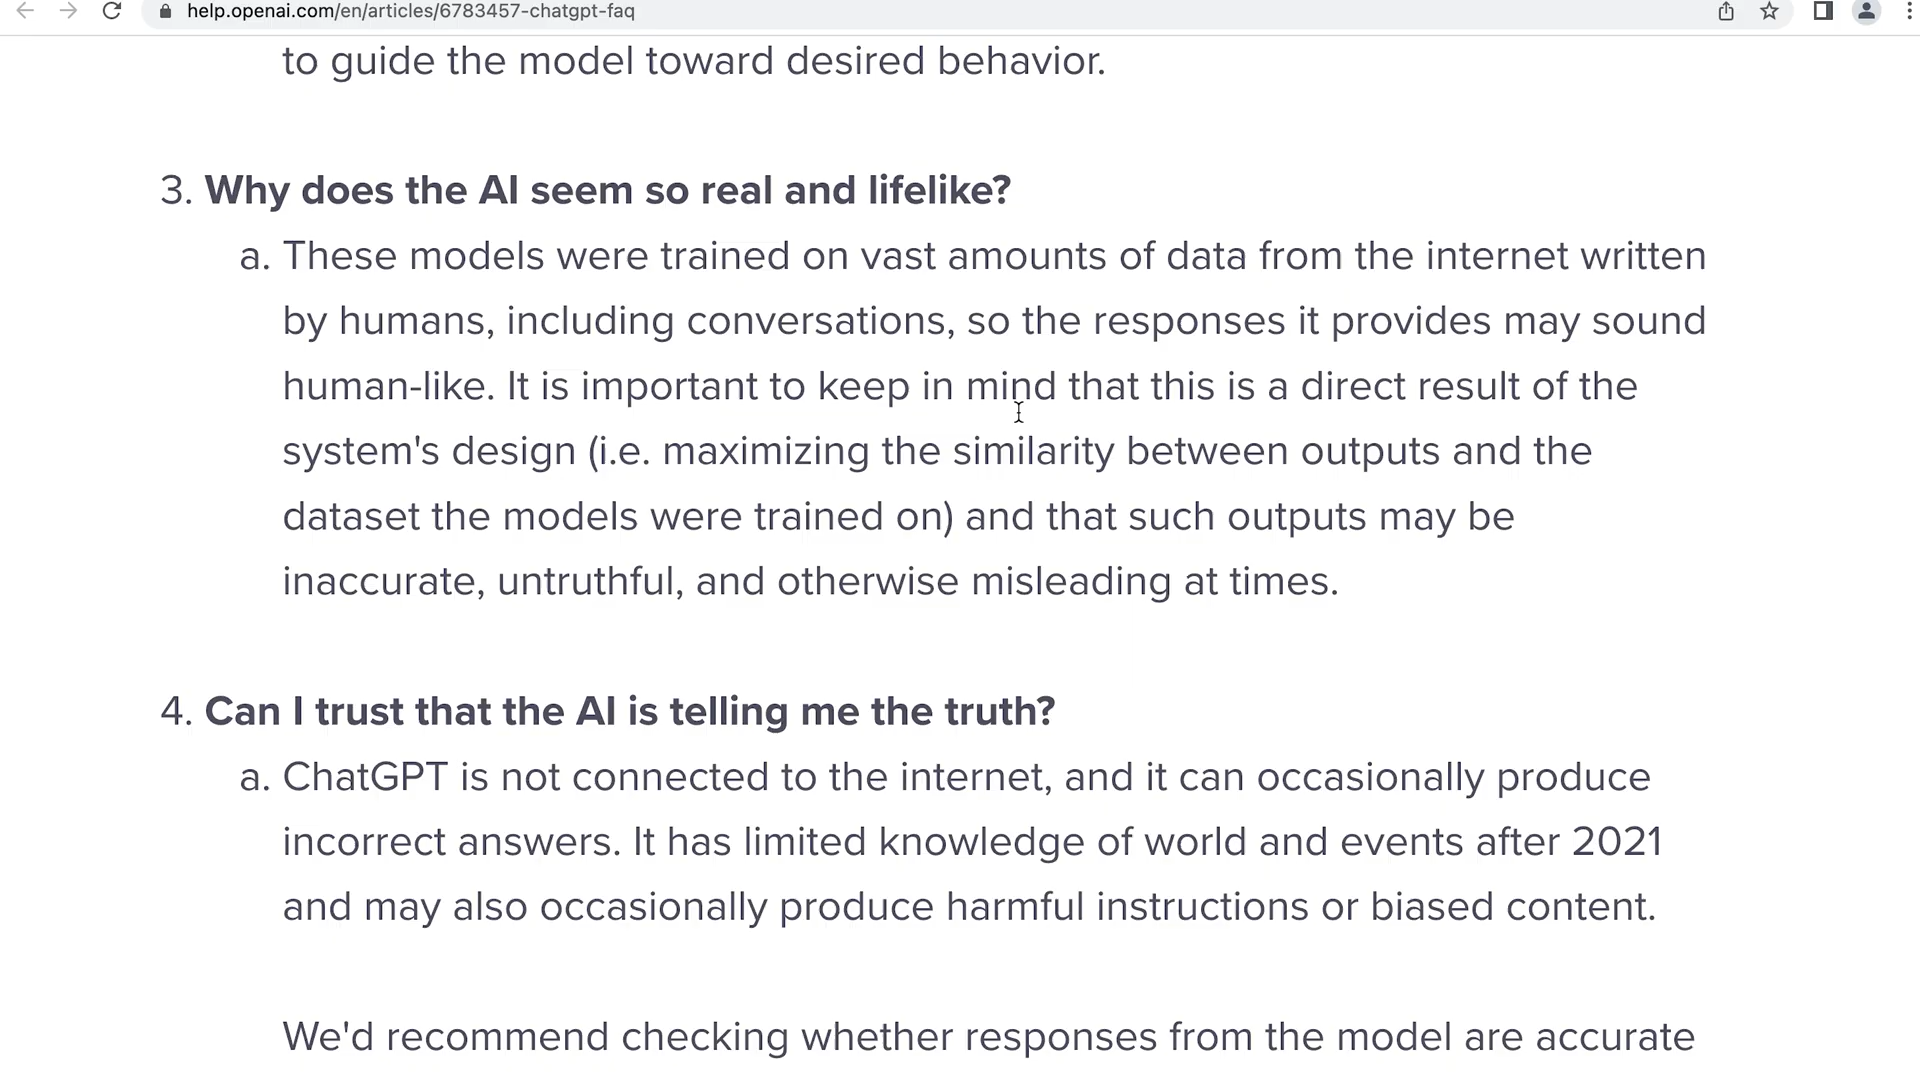 help.openai.com/en/articles/6783457-chatgpt-faq
to guide the model toward desired behavior.
3. Why does the AI seem so real and lifelike?
a. These models were trained on vast amounts of data from the internet written
by humans, including conversations, so the responses it provides may sound
human-like. It is important to keep in mind that this is a direct result of the
system's design (i.e. maximizing the similarity between outputs and the
dataset the models were trained on) and that such outputs may be
inaccurate, untruthful, and otherwise misleading at times.
4. Can I trust that the AI is telling me the truth?
a. ChatGPT is not connected to the internet, and it can occasionally produce
incorrect answers. It has limited knowledge of world and events after 2021
and may also occasionally produce harmful instructions or biased content.
We'd recommend checking whether responses from the model are accurate